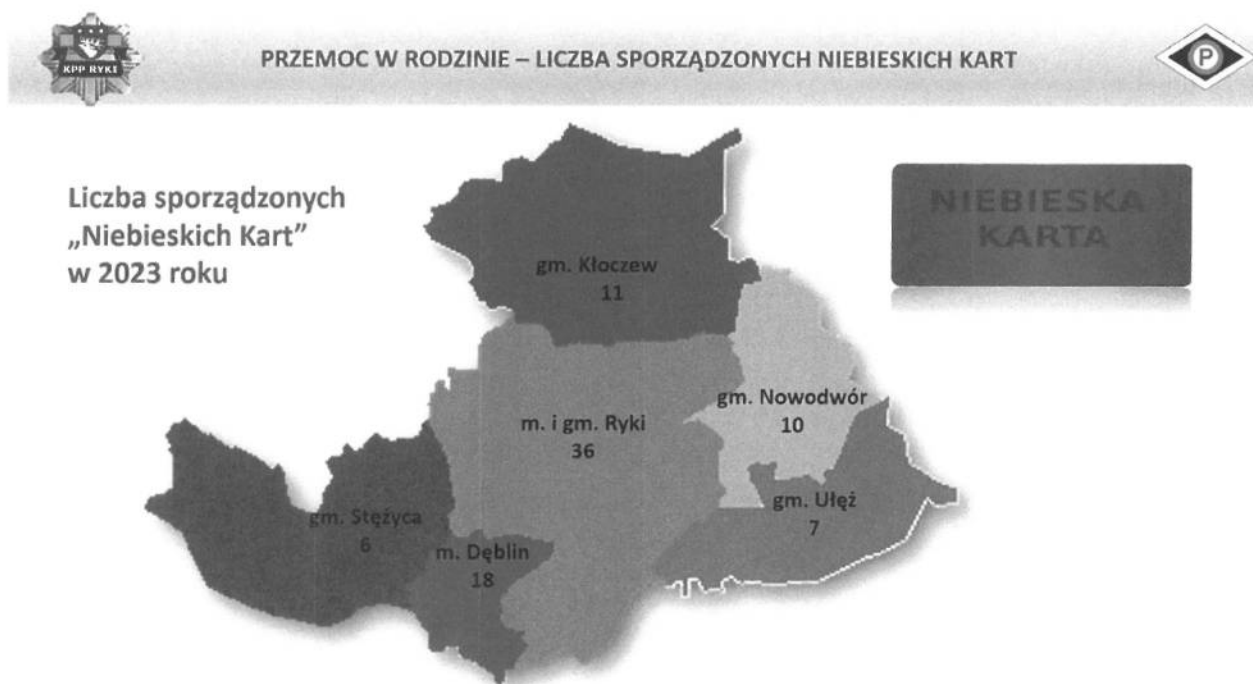 KPP RYKI
PRZEMOC W RODZINIE – LICZBA SPORZĄDZONYCH NIEBIESKICH KART
P
Liczba sporządzonych
„Niebieskich Kart”
w 2023 roku
NIEBIESKA
KARTA
gm. Kłoczew
11
gm. Nowodwór
10
m. i gm. Ryki
36
gm. Ułęż
7
gm. Stężyca
6
m. Dęblin
18